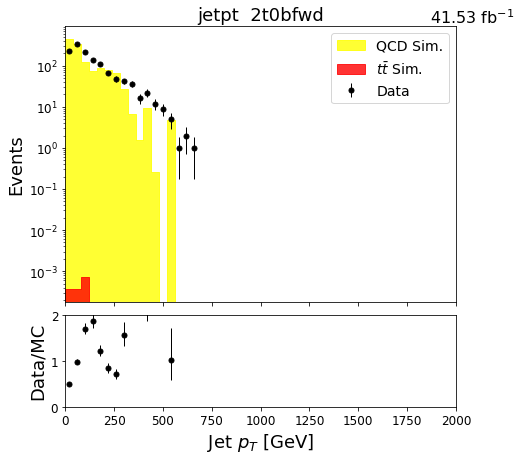 jetpt 2t0bfwd
41.53 fb⁻¹
QCD Sim.
tt̄ Sim.
Data
Events
10²
10¹
10⁰
10⁻¹
10⁻²
10⁻³
Data/MC
2
1
0
0 250 500 750 1000 1250 1500 1750 2000
Jet p_T [GeV]